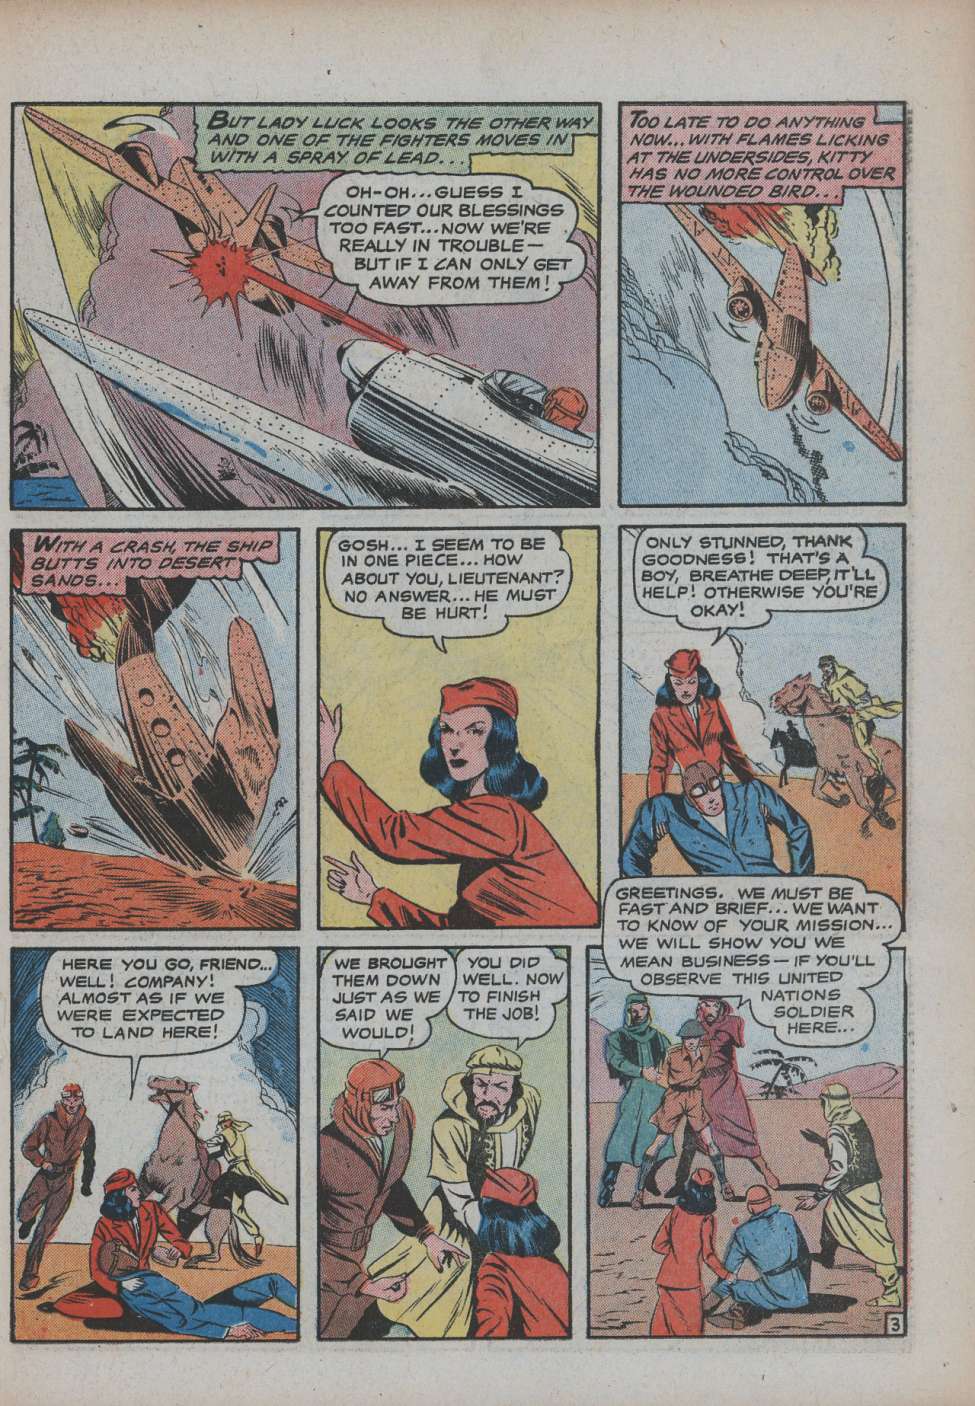 BUT LADY LUCK LOOKS THE OTHER WAY
AND ONE OF THE FIGHTERS MOVES IN
WITH A SPRAY OF LEAD...
OH-OH... GUESS I
COUNTED OUR BLESSINGS
TOO FAST... NOW WE'RE
REALLY IN TROUBLE—
BUT IF I CAN ONLY GET
AWAY FROM THEM!
TOO LATE TO DO ANYTHING
NOW... WITH FLAMES LICKING
AT THE UNDERSIDES, KITTY
HAS NO MORE CONTROL OVER
THE WOUNDED BIRD...
WITH A CRASH, THE SHIP
BUTTS INTO DESERT
SANDS...
GOSH... I SEEM TO BE
IN ONE PIECE... HOW
ABOUT YOU, LIEUTENANT?
NO ANSWER... HE MUST
BE HURT!
ONLY STUNNED, THANK
GOODNESS! THAT'S A
BOY, BREATHE DEEP, IT'LL
HELP! OTHERWISE YOU'RE
OKAY!
HERE YOU GO, FRIEND...
WELL! COMPANY!
ALMOST AS IF WE
WERE EXPECTED
TO LAND HERE!
WE BROUGHT
THEM DOWN
JUST AS WE
SAID WE
WOULD!
YOU DID
WELL. NOW
TO FINISH
THE JOB!
GREETINGS. WE MUST BE
FAST AND BRIEF... WE WANT
TO KNOW OF YOUR MISSION...
WE WILL SHOW YOU WE
MEAN BUSINESS — IF YOU'LL
OBSERVE THIS UNITED
NATIONS
SOLDIER
HERE...
3